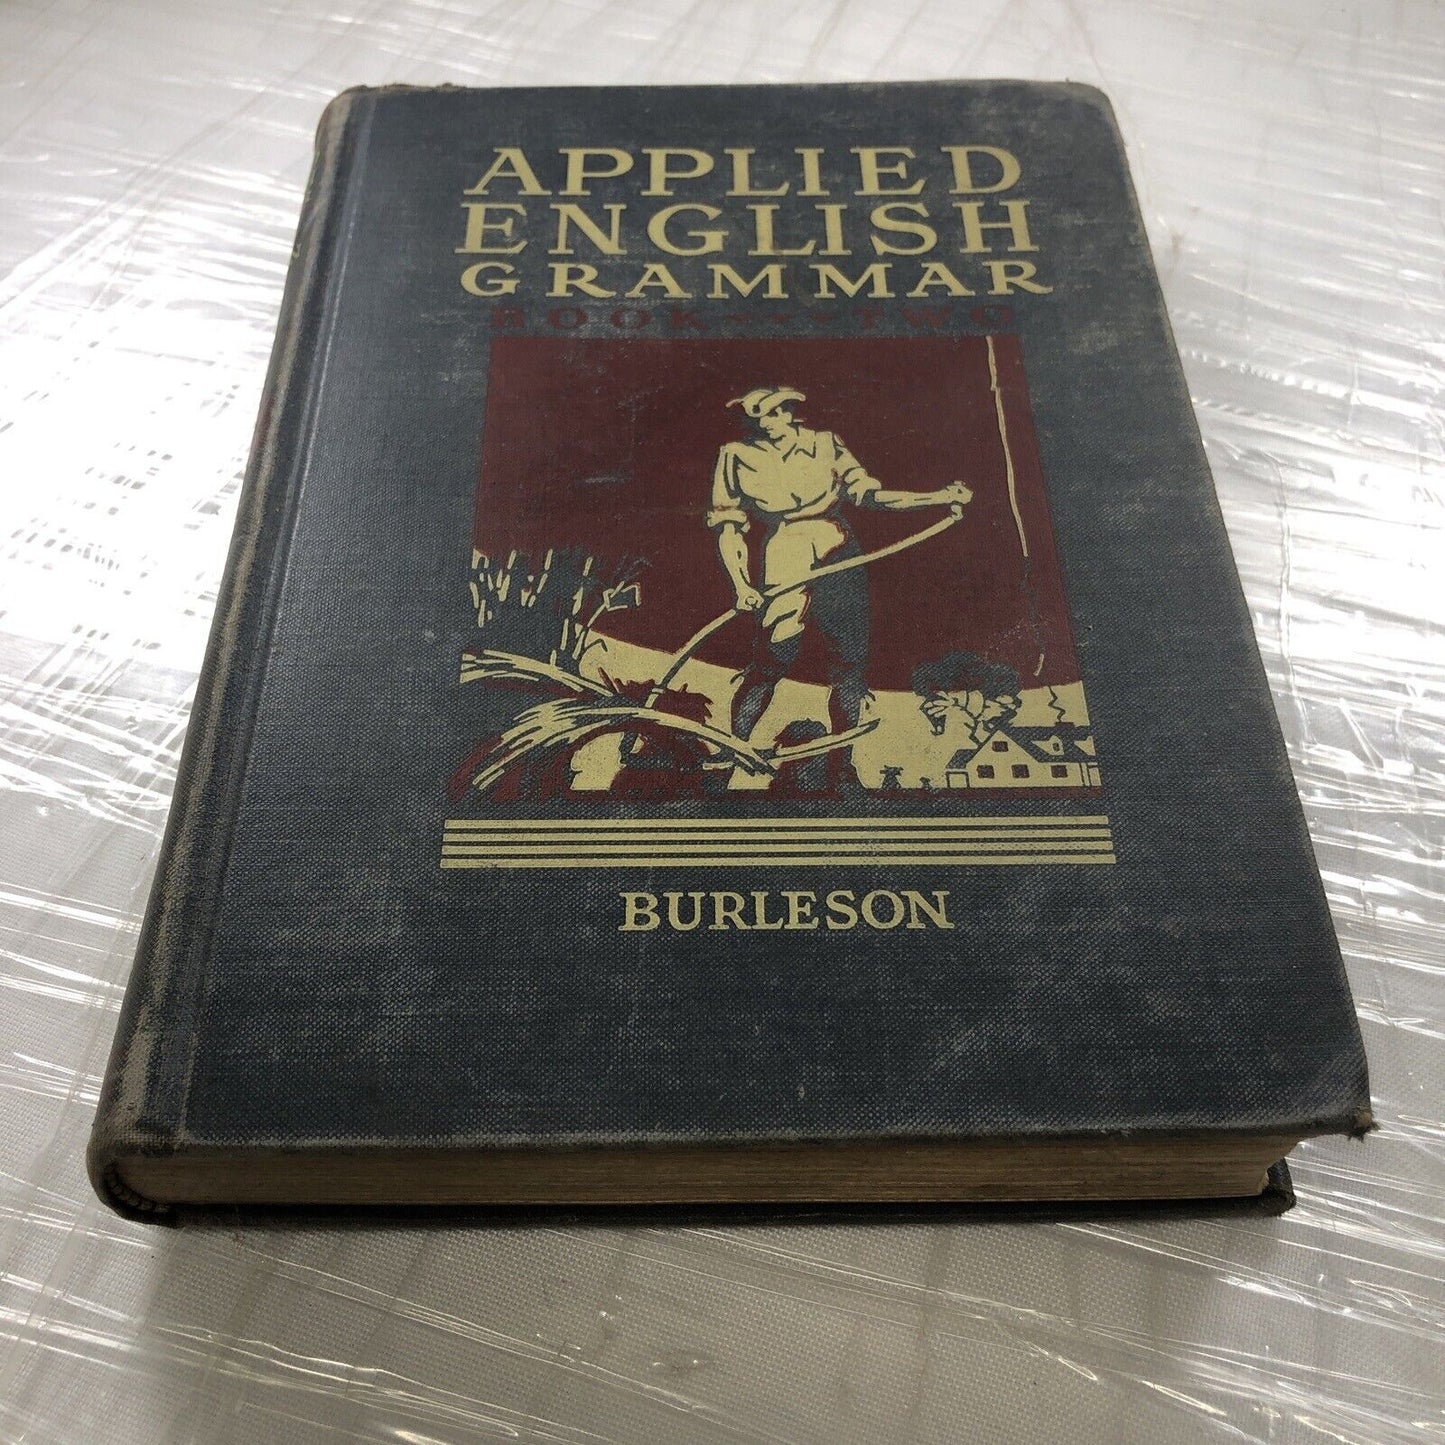 APPLIED
ENGLISH
GRAMMAR
BOOK TWO
BURLESON